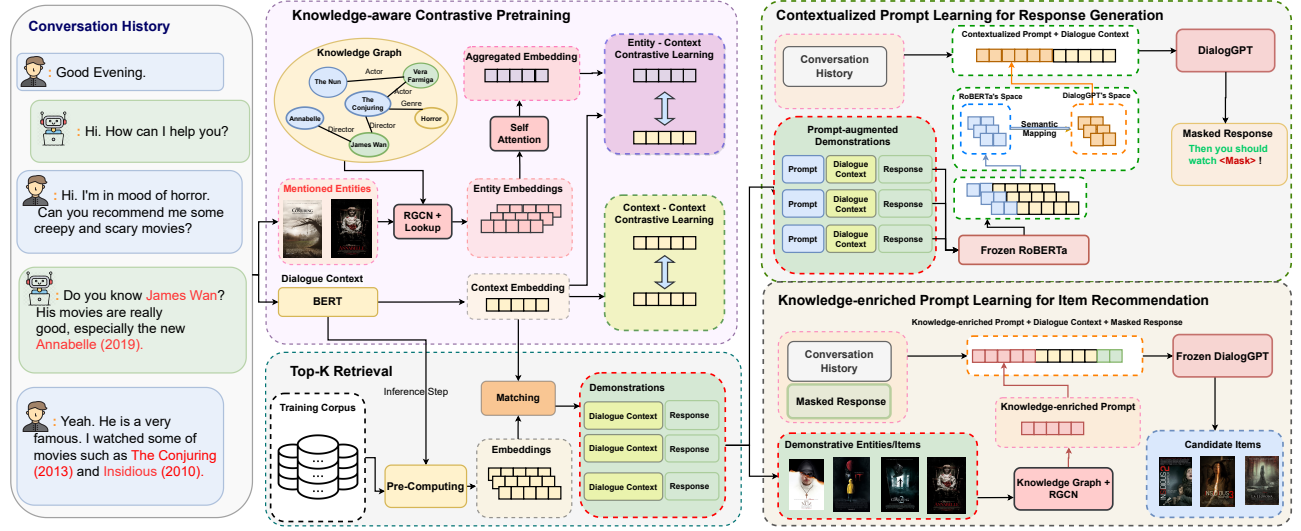 Conversation History
: Good Evening.
: Hi. How can I help you?
: Hi. I'm in mood of horror.
Can you recommend me some
creepy and scary movies?
: Do you know James Wan?
His movies are really
good, especially the new
Annabelle (2019).
: Yeah. He is a very
famous. I watched some of
movies such as The Conjuring
(2013) and Insidious (2010).
Knowledge-aware Contrastive Pretraining
Knowledge Graph
The Nun
Actor
Vera
Farmiga
Actor
The
Conjuring
Genre
Annabelle
Horror
Director
Director
James Wan
Aggregated Embedding
Self
Attention
Entity - Context
Contrastive Learning
Mentioned Entities
RGCN +
Lookup
Entity Embeddings
Context - Context
Contrastive Learning
Dialogue Context
BERT
Context Embedding
Top-K Retrieval
Inference Step
Training Corpus
Pre-Computing
Matching
Embeddings
Demonstrations
Dialogue Context
Response
Dialogue Context
Response
Dialogue Context
Response
Contextualized Prompt Learning for Response Generation
Conversation
History
Contextualized Prompt + Dialogue Context
DialogGPT
RoBERTa's Space
DialogGPT's Space
Semantic
Mapping
Masked Response
Then you should
watch <Mask> !
Prompt-augmented
Demonstrations
Prompt
Dialogue
Context
Response
Prompt
Dialogue
Context
Response
Prompt
Dialogue
Context
Response
Frozen RoBERTa
Knowledge-enriched Prompt Learning for Item Recommendation
Knowledge-enriched Prompt + Dialogue Context + Masked Response
Conversation
History
Masked Response
Frozen DialogGPT
Knowledge-enriched Prompt
Demonstrative Entities/Items
Knowledge Graph +
RGCN
Candidate Items